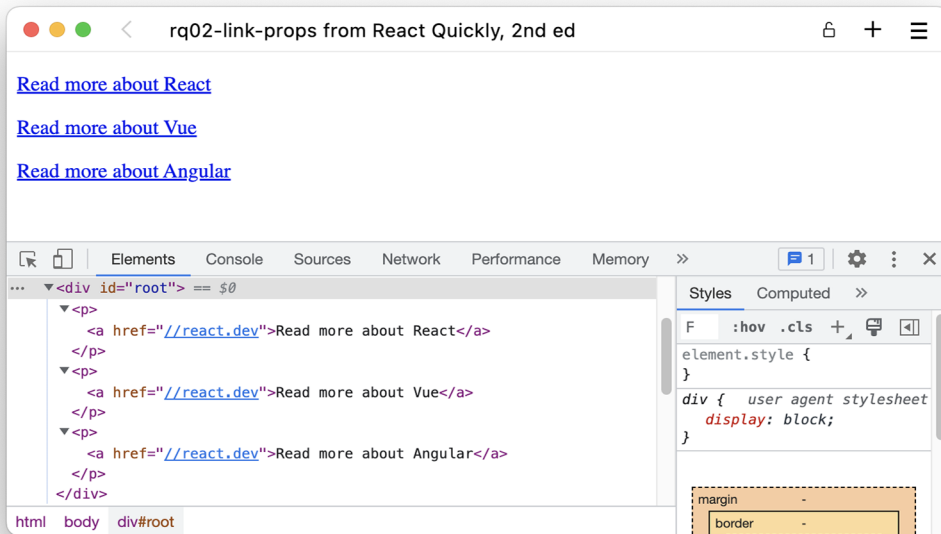 rq02-link-props from React Quickly, 2nd ed
Read more about React
Read more about Vue
Read more about Angular
Elements Console Sources Network Performance Memory » 1
<div id="root"> == $0
<p>
<a href="//react.dev">Read more about React</a>
</p>
<p>
<a href="//react.dev">Read more about Vue</a>
</p>
<p>
<a href="//react.dev">Read more about Angular</a>
</p>
</div>
html body div#root
Styles Computed »
F :hov .cls +
element.style {
}
div { user agent stylesheet
display: block;
}
margin -
border -